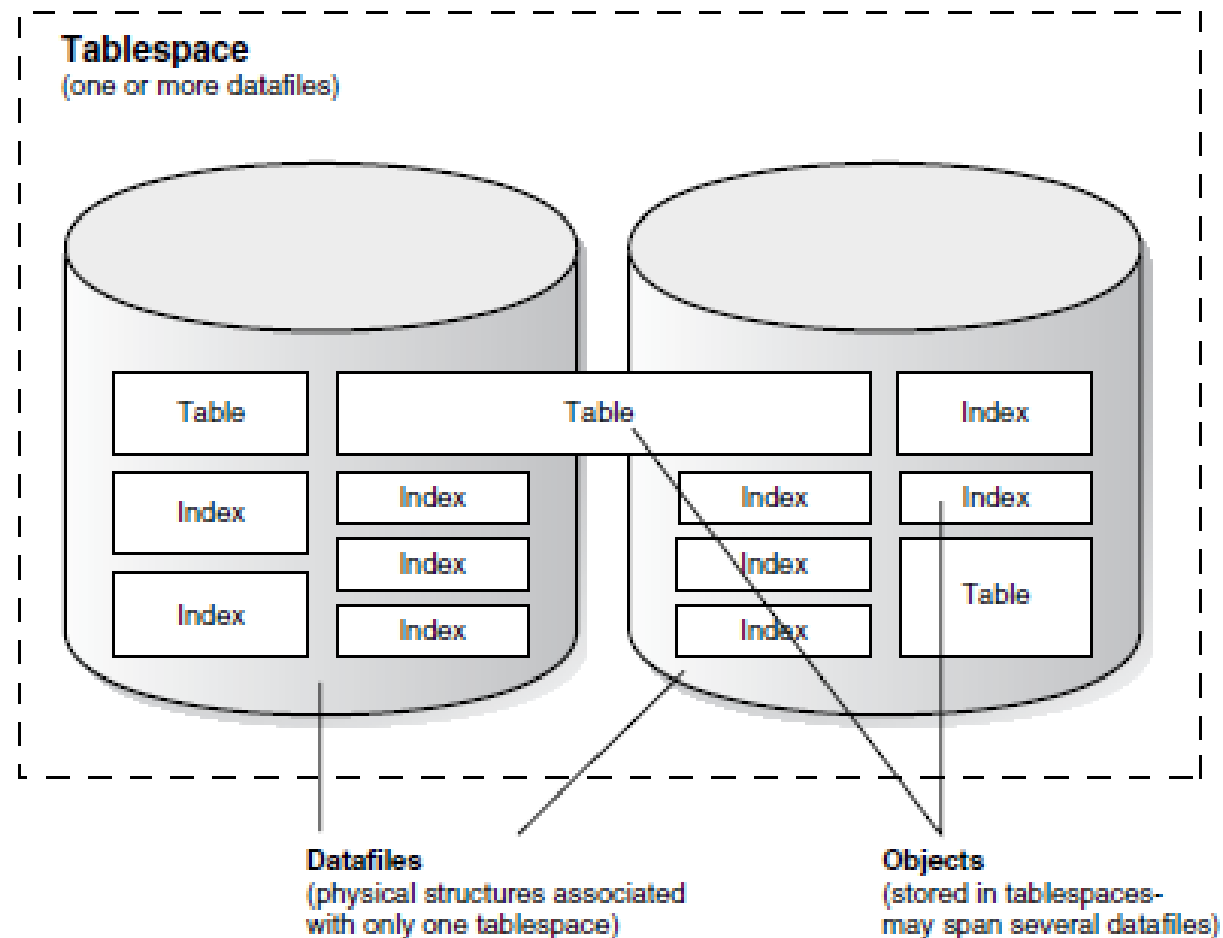 Tablespace
(one or more datafiles)
Table
Table
Index
Index
Index
Index
Index
Index
Index
Index
Table
Index
Index
Index
Datafiles
(physical structures associated
with only one tablespace)
Objects
(stored in tablespaces-
may span several datafiles)